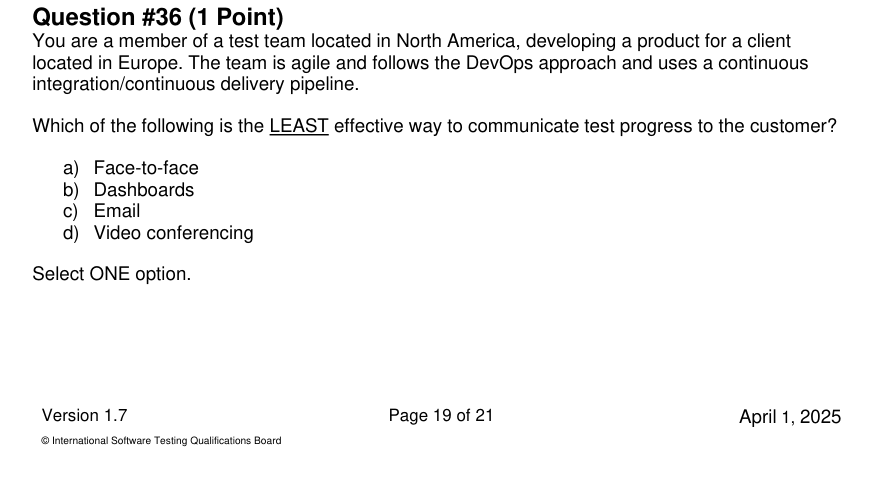 Question #36 (1 Point)
You are a member of a test team located in North America, developing a product for a client
located in Europe. The team is agile and follows the DevOps approach and uses a continuous
integration/continuous delivery pipeline.
Which of the following is the LEAST effective way to communicate test progress to the customer?
a) Face-to-face
b) Dashboards
c) Email
d) Video conferencing
Select ONE option.
Version 1.7 Page 19 of 21 April 1, 2025
© International Software Testing Qualifications Board